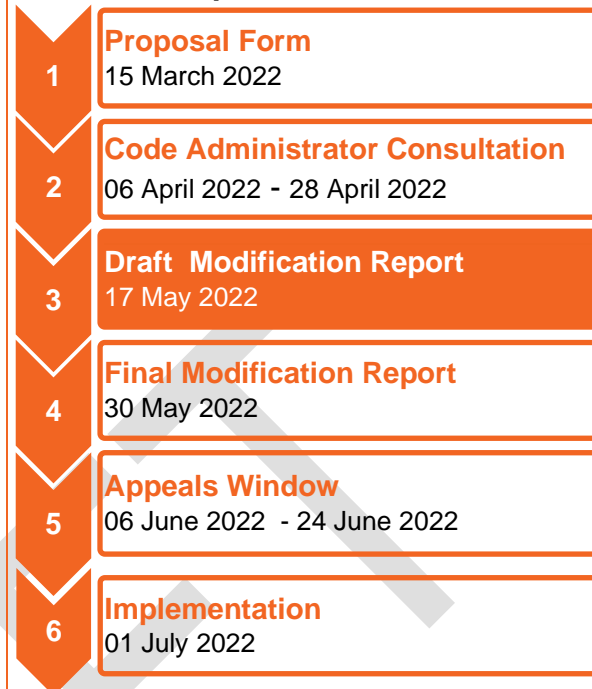 1
Proposal Form
15 March 2022
2
Code Administrator Consultation
06 April 2022 - 28 April 2022
3
Draft Modification Report
17 May 2022
4
Final Modification Report
30 May 2022
5
Appeals Window
06 June 2022 - 24 June 2022
6
Implementation
01 July 2022